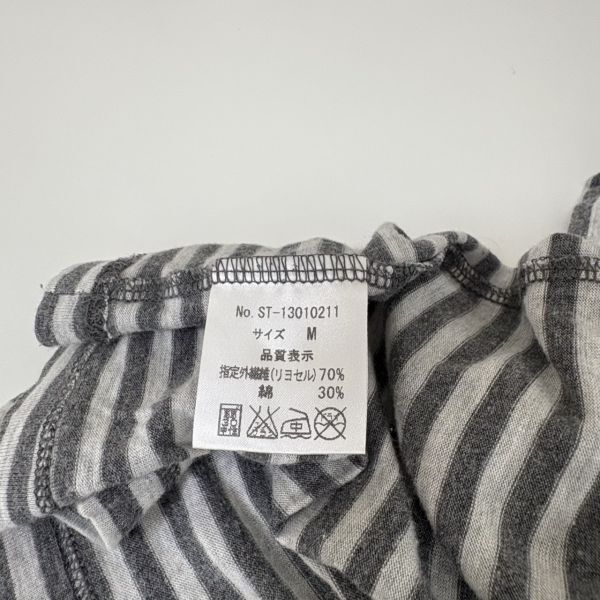 No. ST-13010211
サイズ M
品質表示
指定外繊維(リヨセル)70%
綿 30%